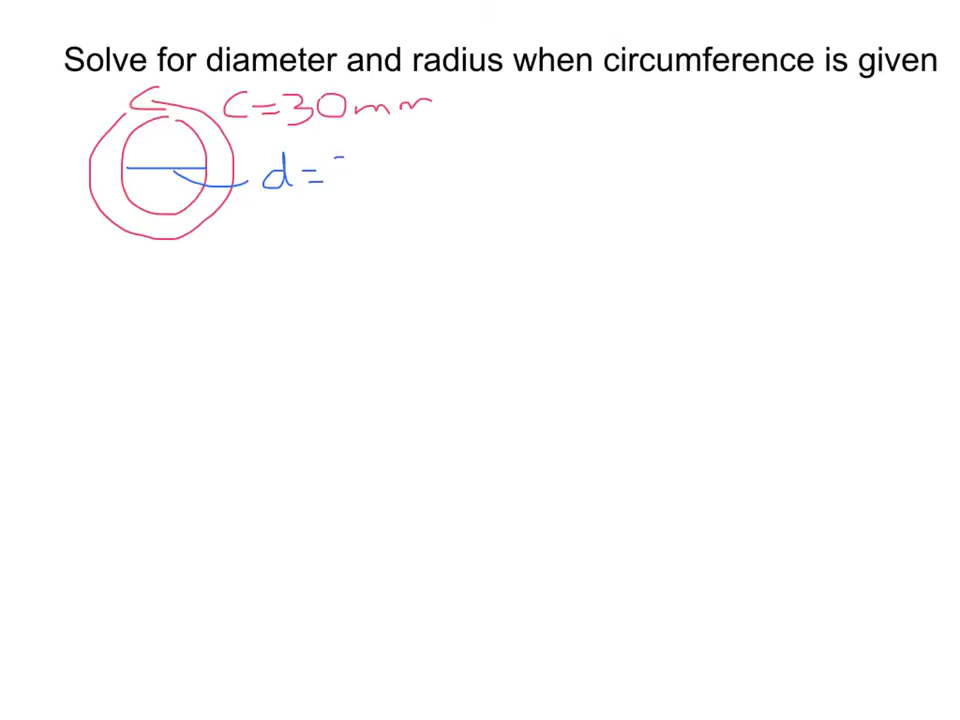 Solve for diameter and radius when circumference is given
C = 30mm
d =